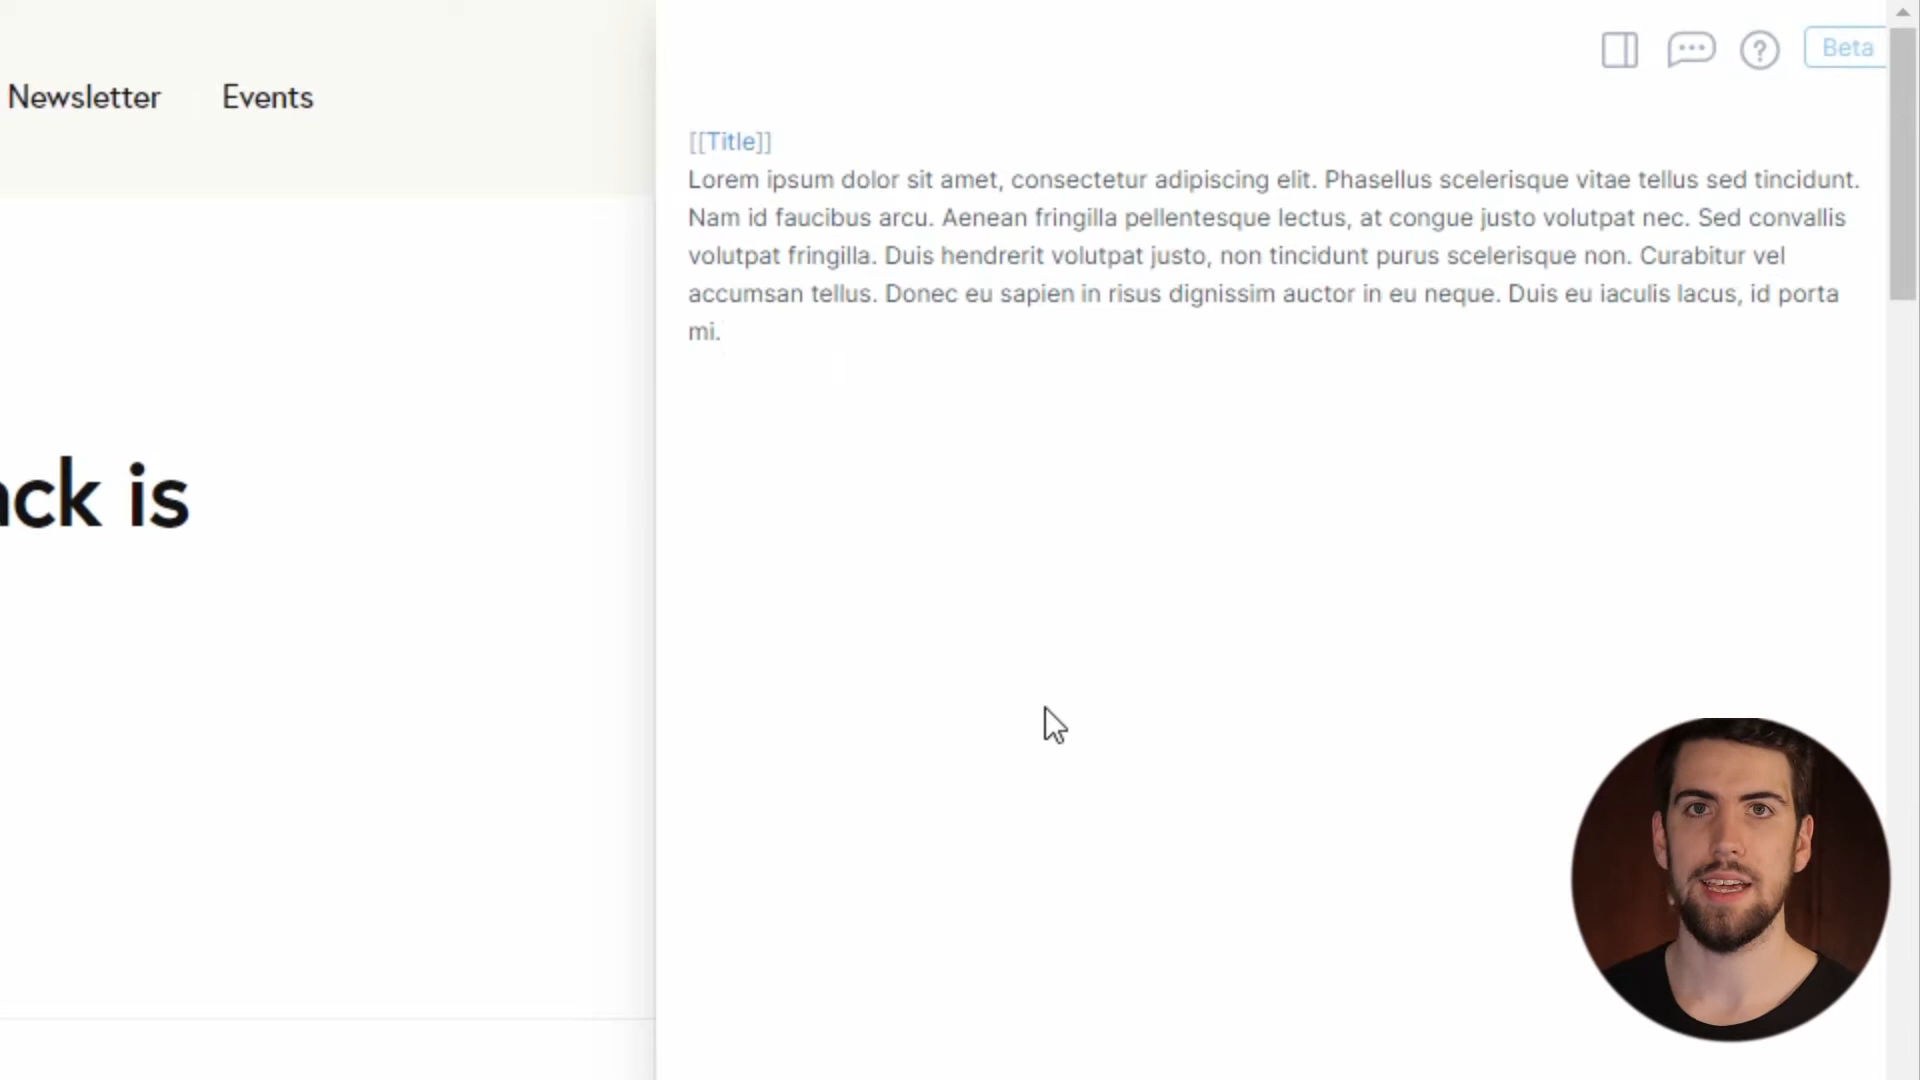 Newsletter Events
Beta
[[Title]]
Lorem ipsum dolor sit amet, consectetur adipiscing elit. Phasellus scelerisque vitae tellus sed tincidunt.
Nam id faucibus arcu. Aenean fringilla pellentesque lectus, at congue justo volutpat nec. Sed convallis
volutpat fringilla. Duis hendrerit volutpat justo, non tincidunt purus scelerisque non. Curabitur vel
accumsan tellus. Donec eu sapien in risus dignissim auctor in eu neque. Duis eu iaculis lacus, id porta
mi.
ck is